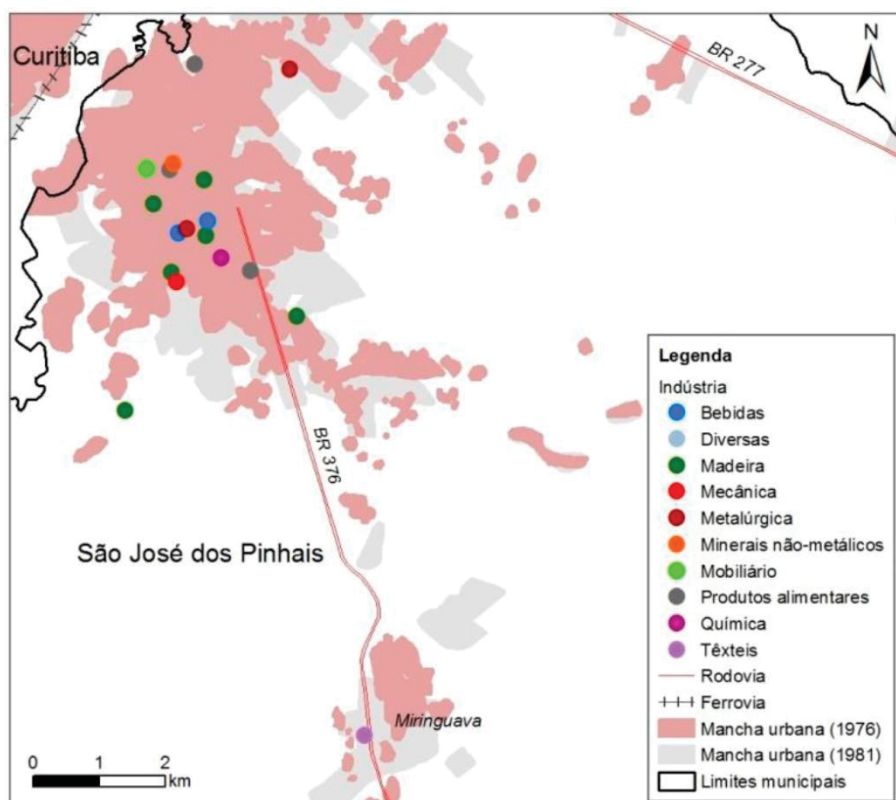 Curitiba
BR 277
N
BR 376
São José dos Pinhais
Miringuava
0 1 2
km
Legenda
Indústria
Bebidas
Diversas
Madeira
Mecânica
Metalúrgica
Minerais não-metálicos
Mobiliário
Produtos alimentares
Química
Têxteis
Rodovia
Ferrovia
Mancha urbana (1976)
Mancha urbana (1981)
Limites municipais